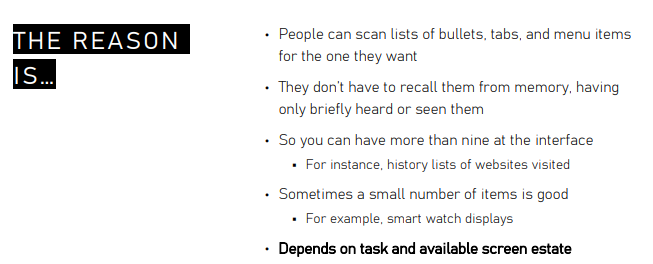 THE REASON
IS…
• People can scan lists of bullets, tabs, and menu items
for the one they want
• They don't have to recall them from memory, having
only briefly heard or seen them
• So you can have more than nine at the interface
• For instance, history lists of websites visited
• Sometimes a small number of items is good
• For example, smart watch displays
• Depends on task and available screen estate